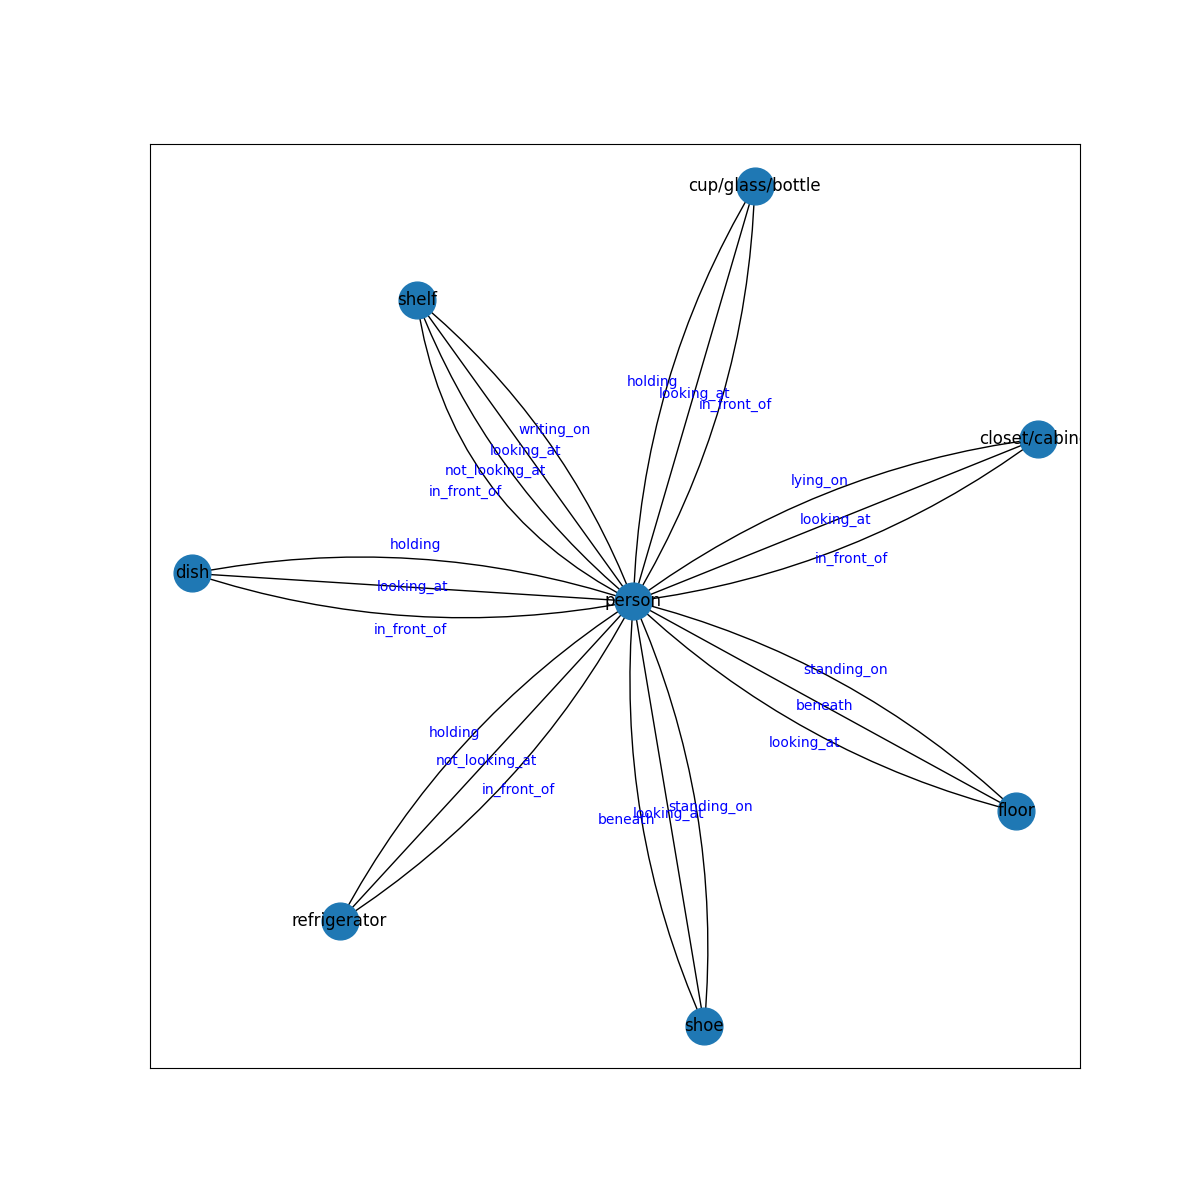 cup/glass/bottle
shelf
holding
looking_at
in_front_of
writing_on
closet/cabin
looking_at
not_looking_at
lying_on
in_front_of
looking_at
holding
in_front_of
dish
looking_at
person
in_front_of
standing_on
beneath
holding
looking_at
not_looking_at
in_front_of
standing_on
looking_at
beneath
floor
refrigerator
shoe